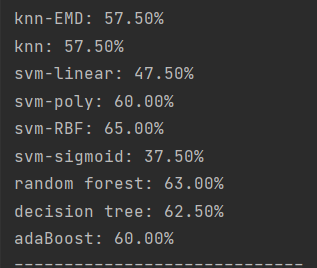 knn-EMD: 57.50%
knn: 57.50%
svm-linear: 47.50%
svm-poly: 60.00%
svm-RBF: 65.00%
svm-sigmoid: 37.50%
random forest: 63.00%
decision tree: 62.50%
adaBoost: 60.00%
-----------------------------